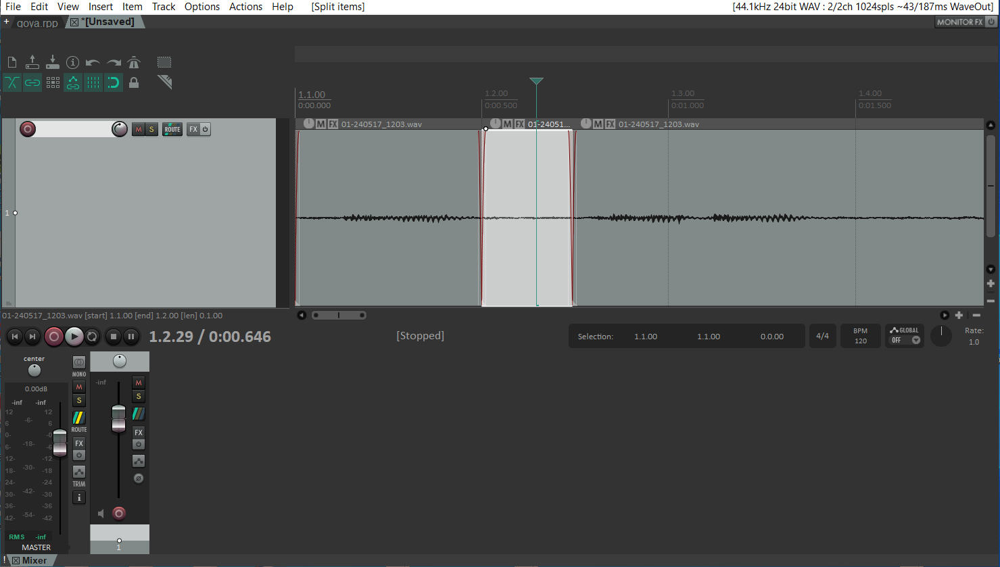 File Edit View Insert Item Track Options Actions Help [Split items] [44.1kHz 24bit WAV : 2/2ch 1024spls ~43/187ms WaveOut]
+ goya.rpp *[Unsaved] MONITOR FX
1.1.00 1.2.00 1.3.00 1.4.00
0:00.000 0:00.500 0:01.000 0:01.500
M FX 01-240517_1203.wav M FX 01-24051... M FX 01-240517_1203.wav
M S ROUTE FX
1
01-240517_1203.wav [start] 1.1.00 [end] 1.2.00 [len] 0.1.00
1.2.29 / 0:00.646 [Stopped] Selection: 1.1.00 1.1.00 0.0.00 4/4 BPM 120 GLOBAL OFF Rate: 1.0
center
MONO
0.00dB
-inf -inf
12 12
6 -6- 6
0- -0
6- -18- -6
12- -12
18- -30- -18
24- -24
30- -42- -30
36- -36
42- -54- -42
RMS -inf
MASTER
M
S
ROUTE
FX
TRIM
i
-inf
M
S
FX
1
! Mixer